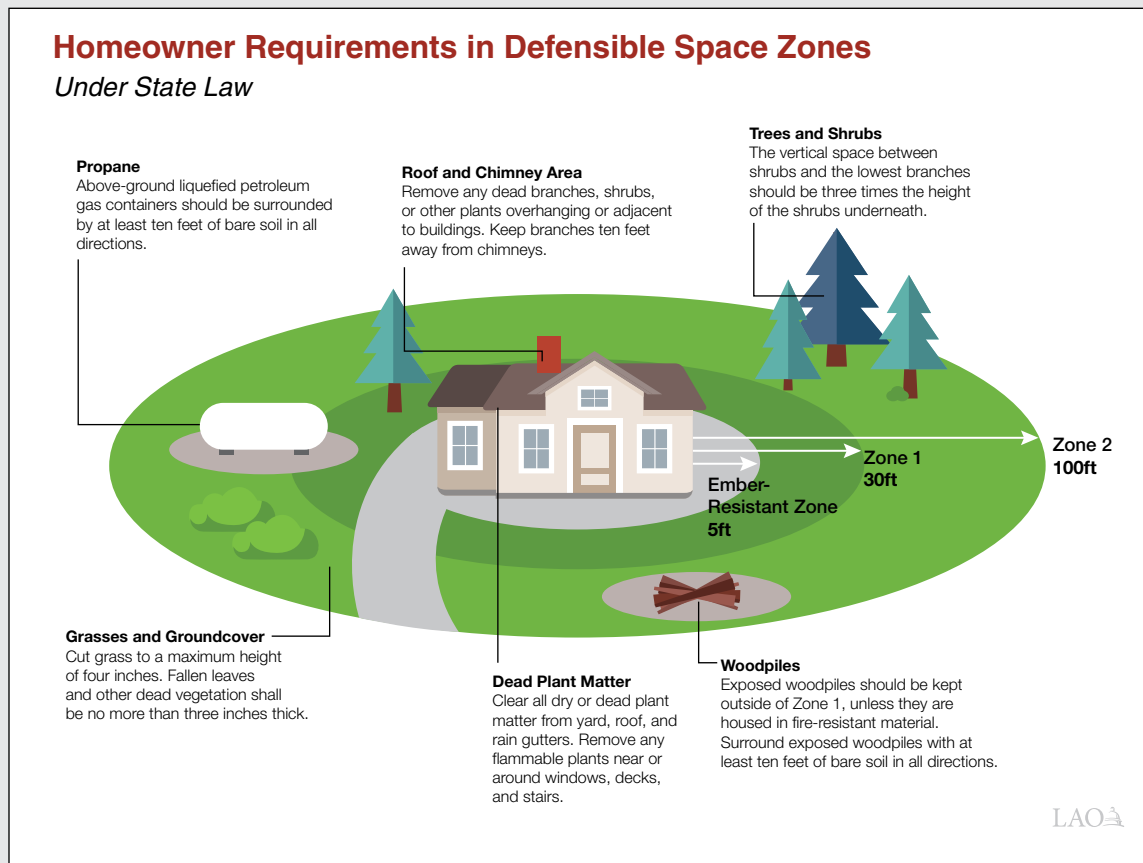 Homeowner Requirements in Defensible Space Zones
Under State Law
Propane
Above-ground liquefied petroleum
gas containers should be surrounded
by at least ten feet of bare soil in all
directions.
Roof and Chimney Area
Remove any dead branches, shrubs,
or other plants overhanging or adjacent
to buildings. Keep branches ten feet
away from chimneys.
Trees and Shrubs
The vertical space between
shrubs and the lowest branches
should be three times the height
of the shrubs underneath.
Zone 2
100ft
Zone 1
30ft
Ember-
Resistant Zone
5ft
Grasses and Groundcover
Cut grass to a maximum height
of four inches. Fallen leaves
and other dead vegetation shall
be no more than three inches thick.
Dead Plant Matter
Clear all dry or dead plant
matter from yard, roof, and
rain gutters. Remove any
flammable plants near or
around windows, decks,
and stairs.
Woodpiles
Exposed woodpiles should be kept
outside of Zone 1, unless they are
housed in fire-resistant material.
Surround exposed woodpiles with at
least ten feet of bare soil in all directions.
LAO